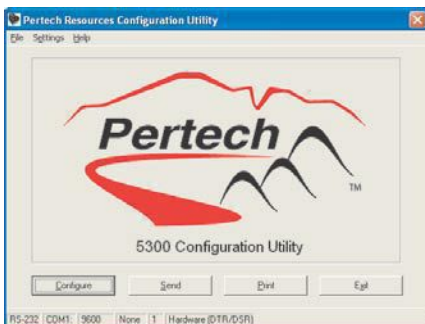 Pertech Resources Configuration Utility
File Settings Help
Pertech
TM
5300 Configuration Utility
Configure Send Print Exit
RS-232 COM1: 9600 None 1 Hardware (DTR/DSR)